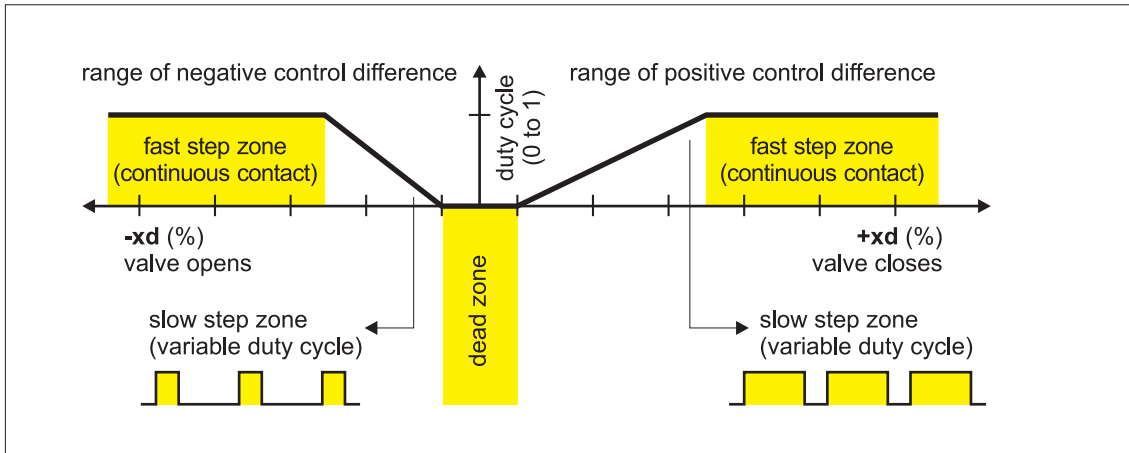 range of negative control difference
range of positive control difference
duty cycle
(0 to 1)
fast step zone
(continuous contact)
fast step zone
(continuous contact)
-xd (%)
valve opens
+xd (%)
valve closes
dead zone
slow step zone
(variable duty cycle)
slow step zone
(variable duty cycle)